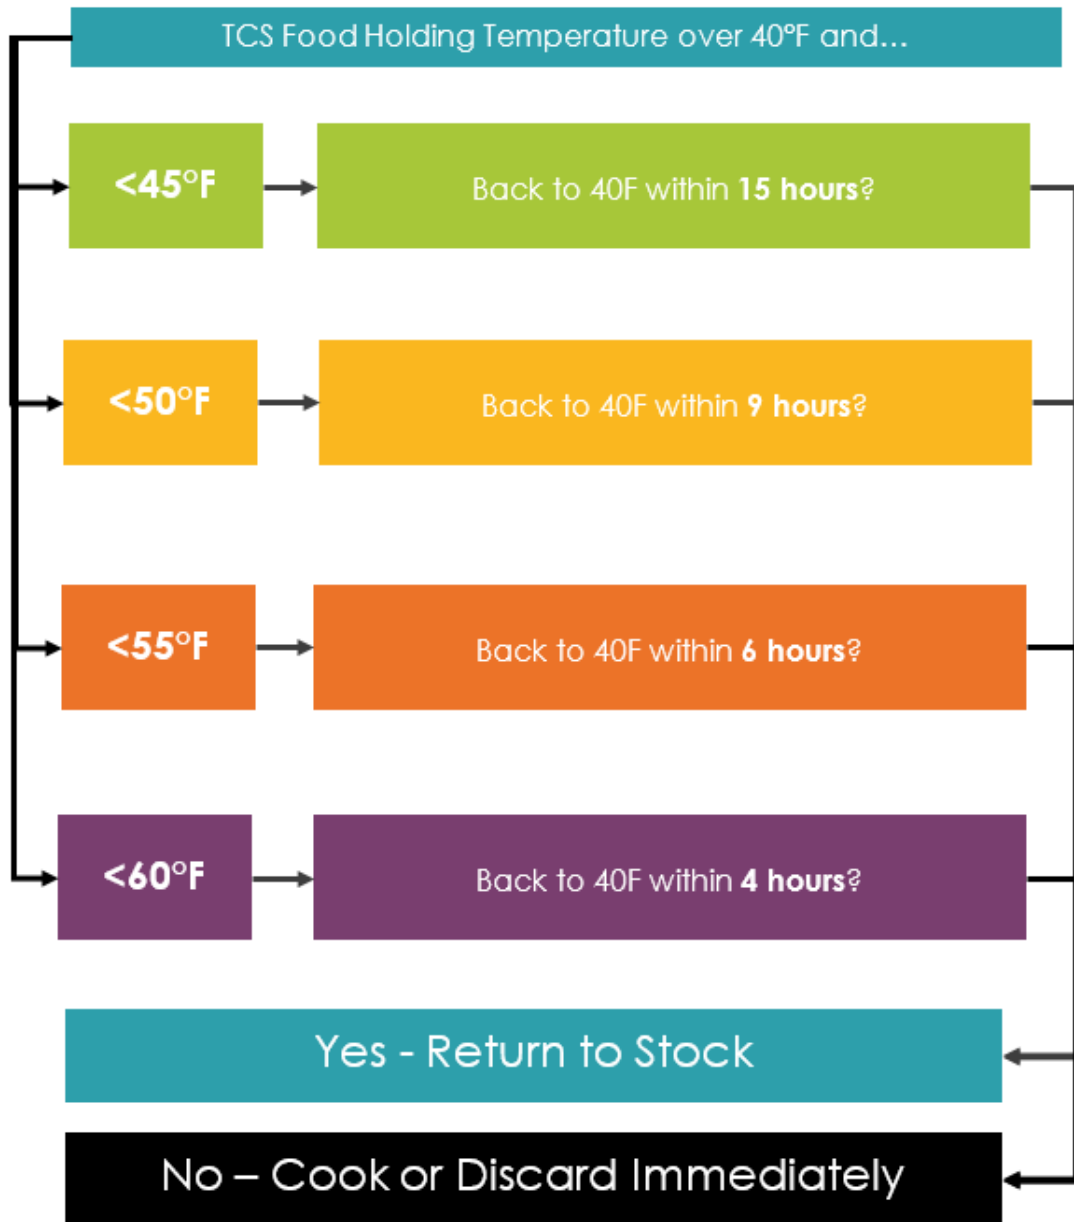 TCS Food Holding Temperature over 40°F and...
<45°F
Back to 40F within 15 hours?
<50°F
Back to 40F within 9 hours?
<55°F
Back to 40F within 6 hours?
<60°F
Back to 40F within 4 hours?
Yes - Return to Stock
No – Cook or Discard Immediately